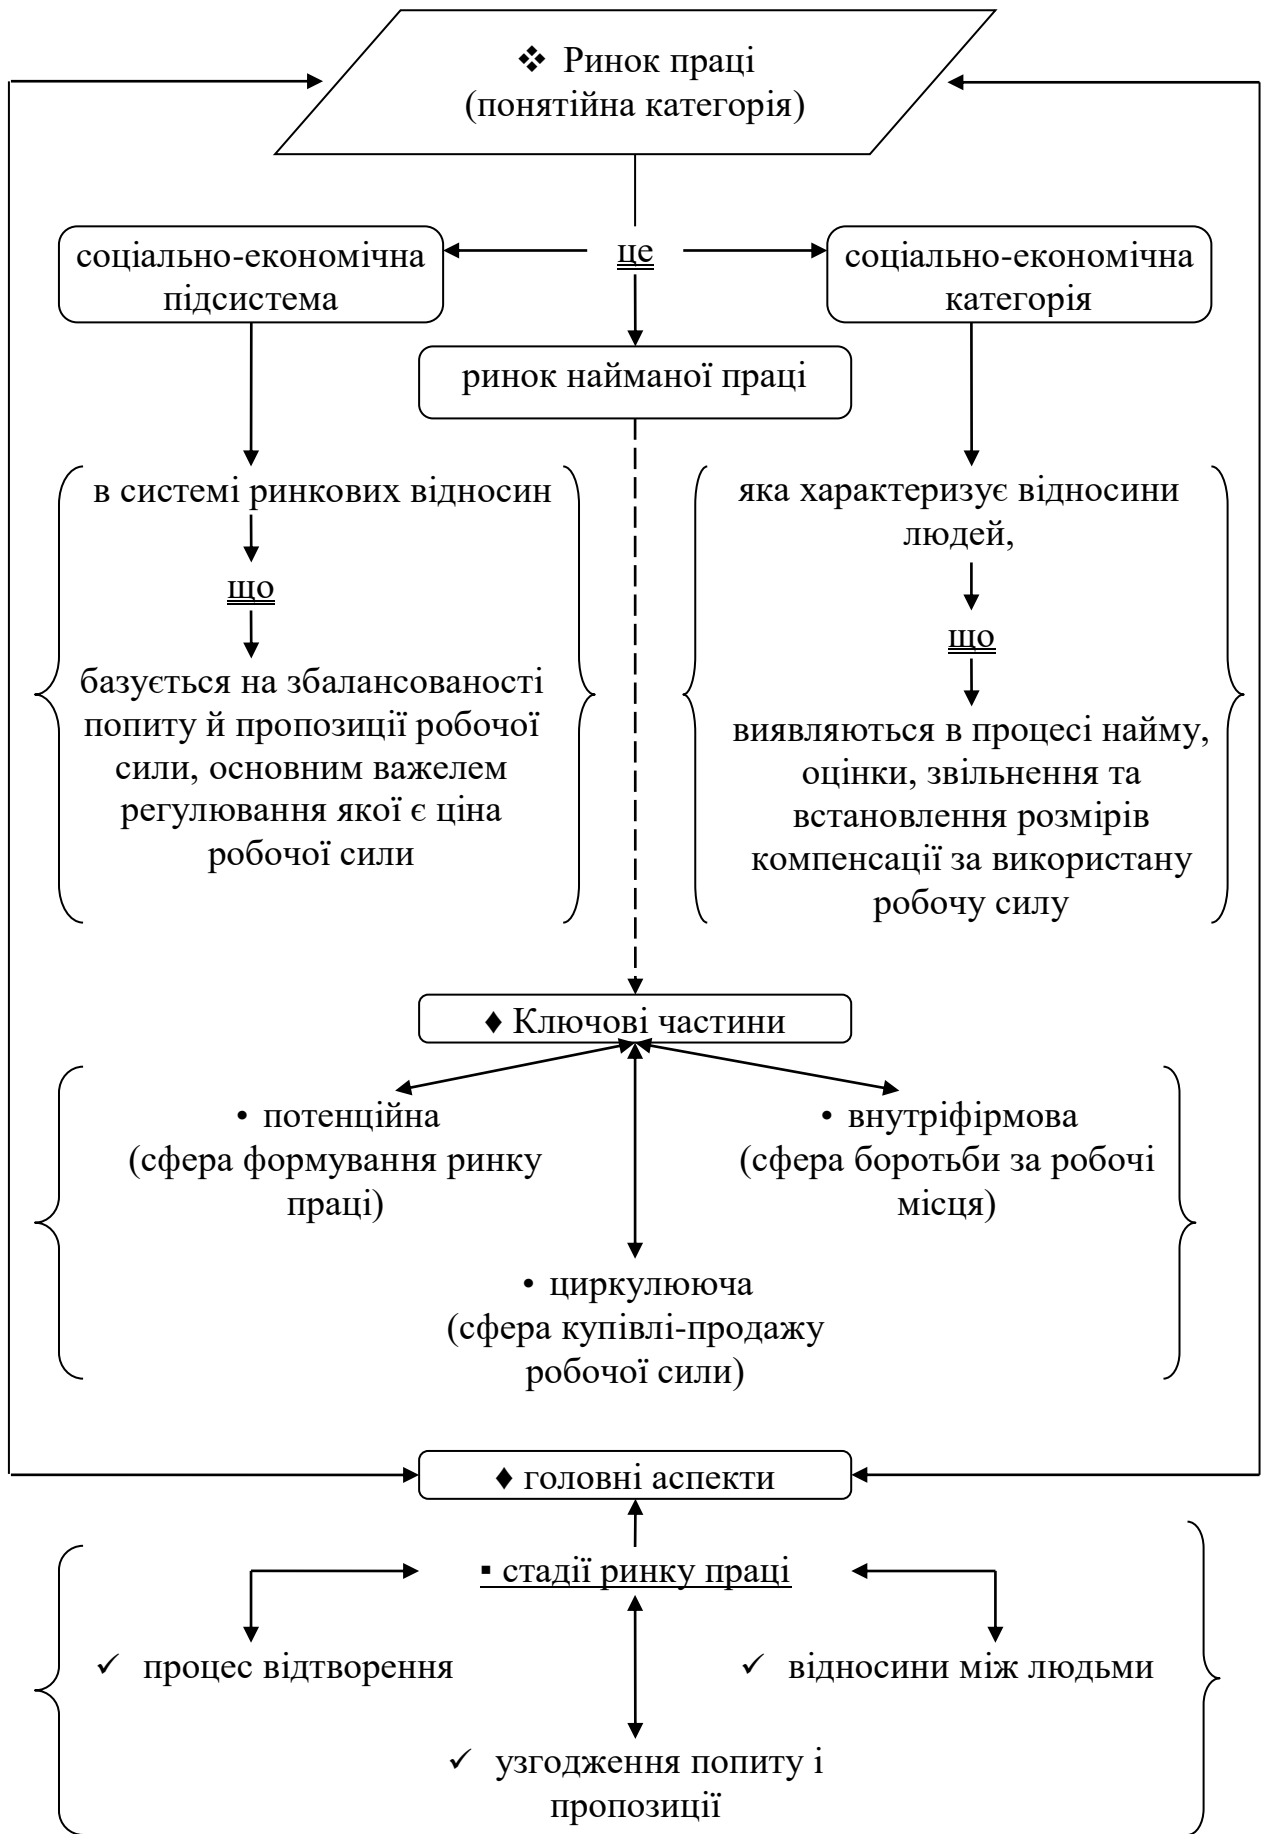 ❖ Ринок праці
(понятійна категорія)
соціально-економічна
підсистема
це
соціально-економічна
категорія
ринок найманої праці
в системі ринкових відносин
що
базується на збалансованості
попиту й пропозиції робочої
сили, основним важелем
регулювання якої є ціна
робочої сили
яка характеризує відносини
людей,
що
виявляються в процесі найму,
оцінки, звільнення та
встановлення розмірів
компенсації за використану
робочу силу
♦ Ключові частини
• потенційна
(сфера формування ринку
праці)
• внутріфірмова
(сфера боротьби за робочі
місця)
• циркулююча
(сфера купівлі-продажу
робочої сили)
♦ головні аспекти
▪ стадії ринку праці
✓ процес відтворення
✓ відносини між людьми
✓ узгодження попиту і
пропозиції